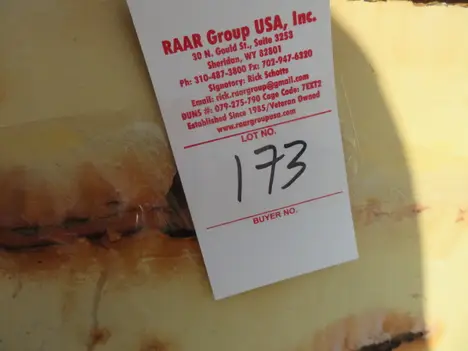 RAAR Group USA, Inc.
30 N. Gould St., Suite 3253
Sheridan, WY 82801
Ph: 310-487-3800 Fx: 702-947-6320
Signatory: Rick Schotts
Email: rick.raargroup@gmail.com
DUNS #: 079-275-790 Cage Code: 7EXT2
Established Since 1985/Veteran Owned
www.raargroupusa.com
LOT NO.
173
BUYER NO.